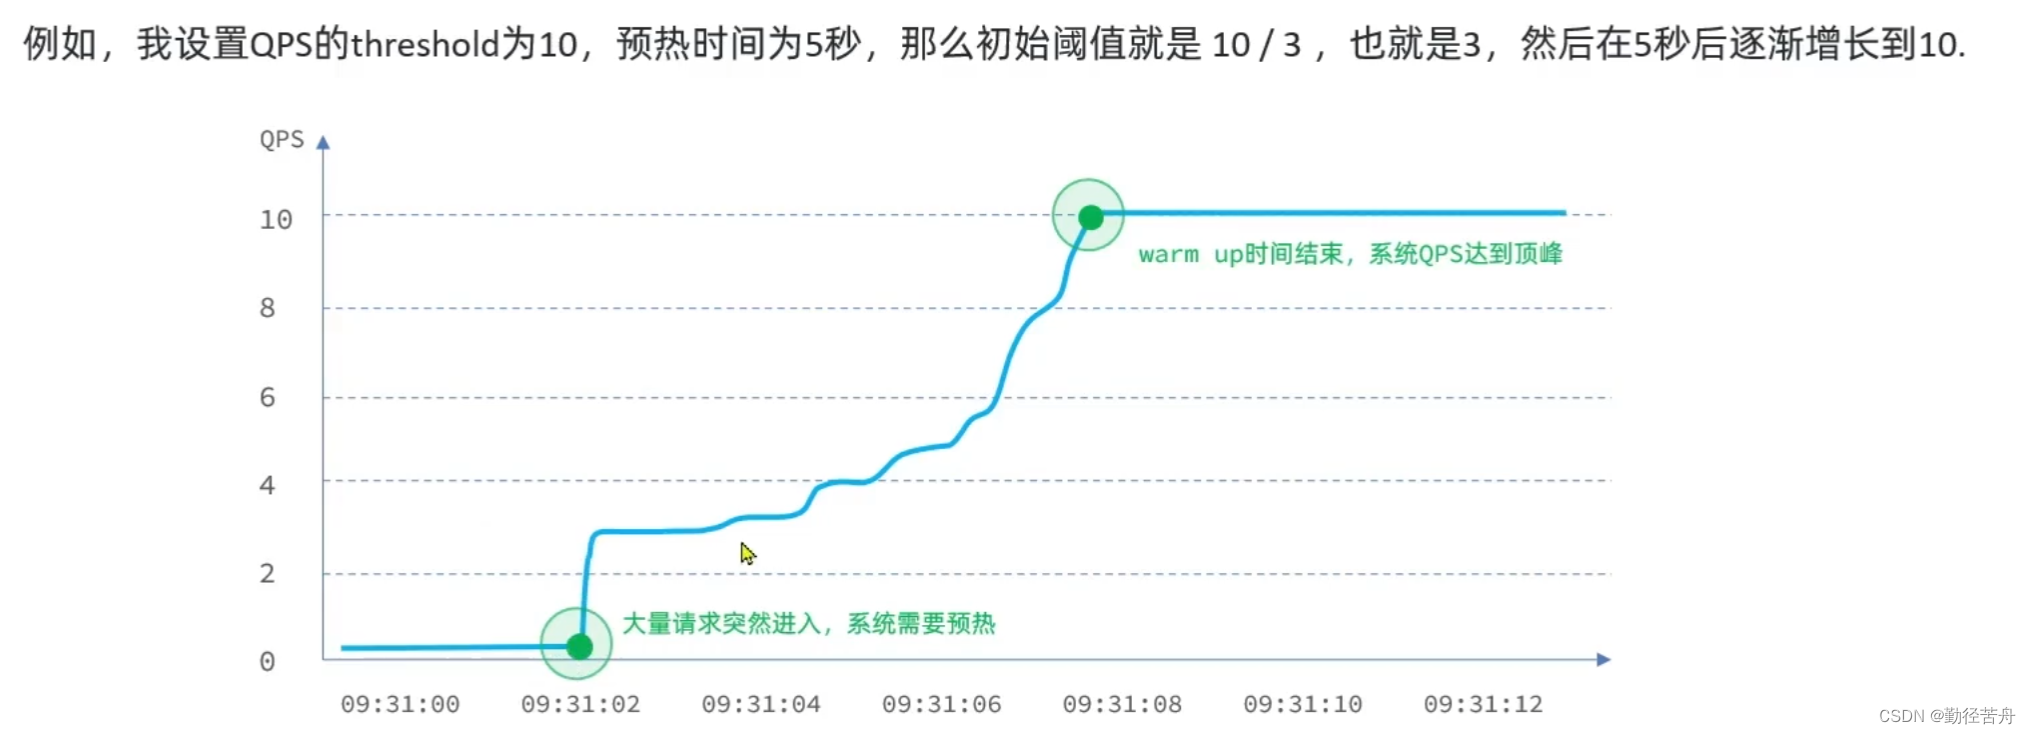 例如，我设置QPS的threshold为10，预热时间为5秒，那么初始阈值就是 10 / 3 ，也就是3，然后在5秒后逐渐增长到10.
QPS
10
warm up时间结束，系统QPS达到顶峰
8
6
4
2
大量请求突然进入，系统需要预热
0
09:31:00 09:31:02 09:31:04 09:31:06 09:31:08 09:31:10 09:31:12
CSDN @勤径苦舟